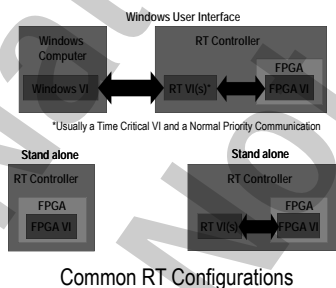 Windows User Interface
Windows Computer
RT Controller
FPGA
Windows VI
RT VI(s)*
FPGA VI
*Usually a Time Critical VI and a Normal Priority Communication
Stand alone
RT Controller
FPGA
FPGA VI
Stand alone
RT Controller
FPGA
RT VI(s)
FPGA VI
Common RT Configurations